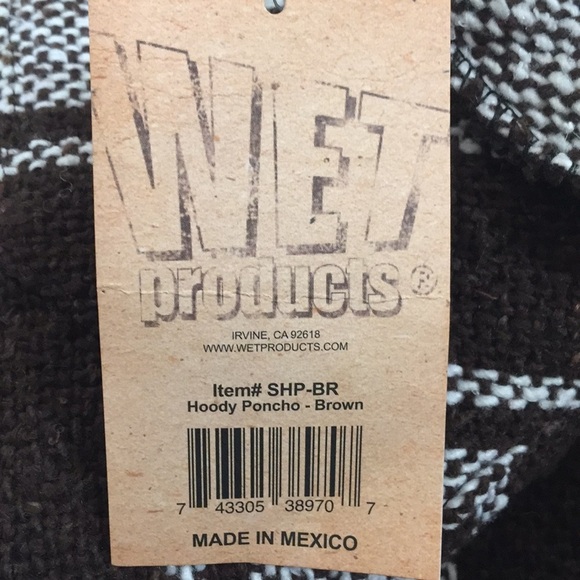 WET
products®
IRVINE, CA 92618
WWW.WETPRODUCTS.COM
Item# SHP-BR
Hoody Poncho - Brown
7 43305 38970 7
MADE IN MEXICO